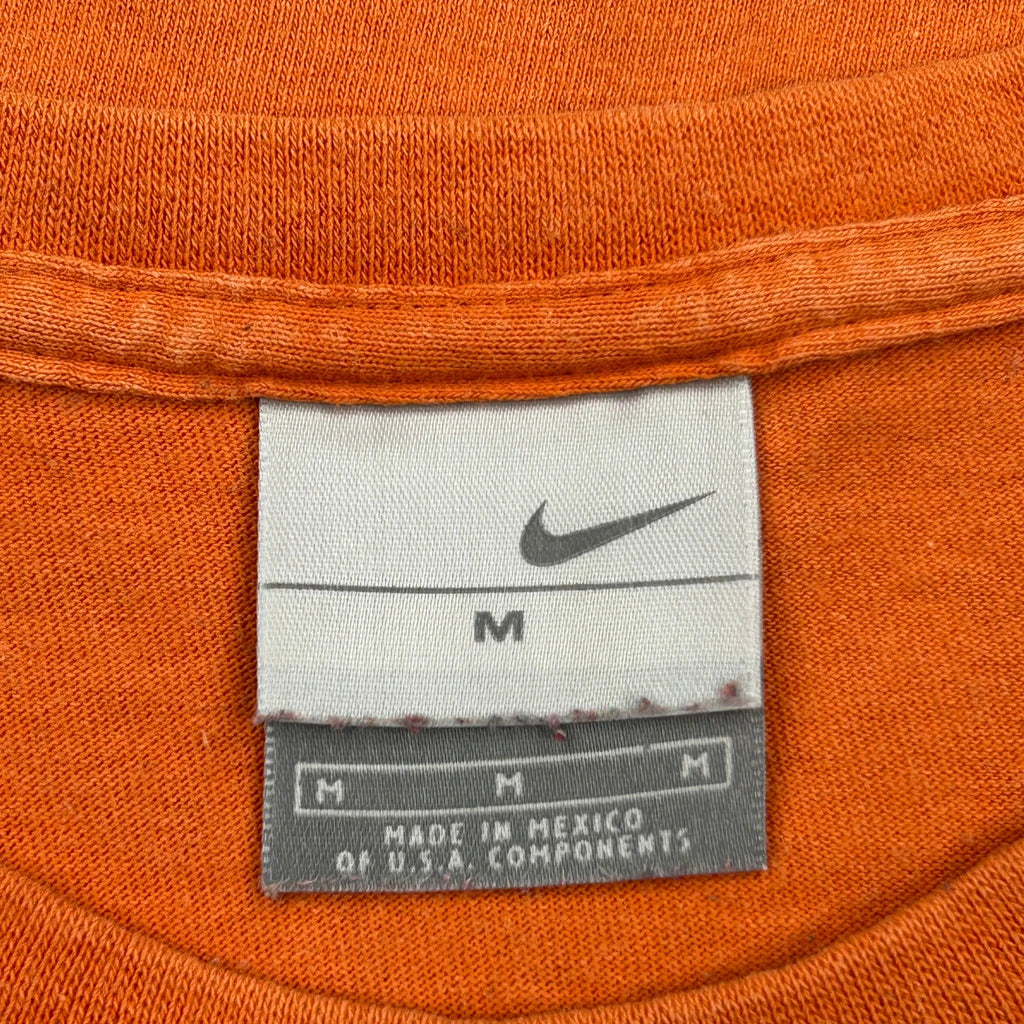 M
M M M
MADE IN MEXICO
OF U.S.A. COMPONENTS